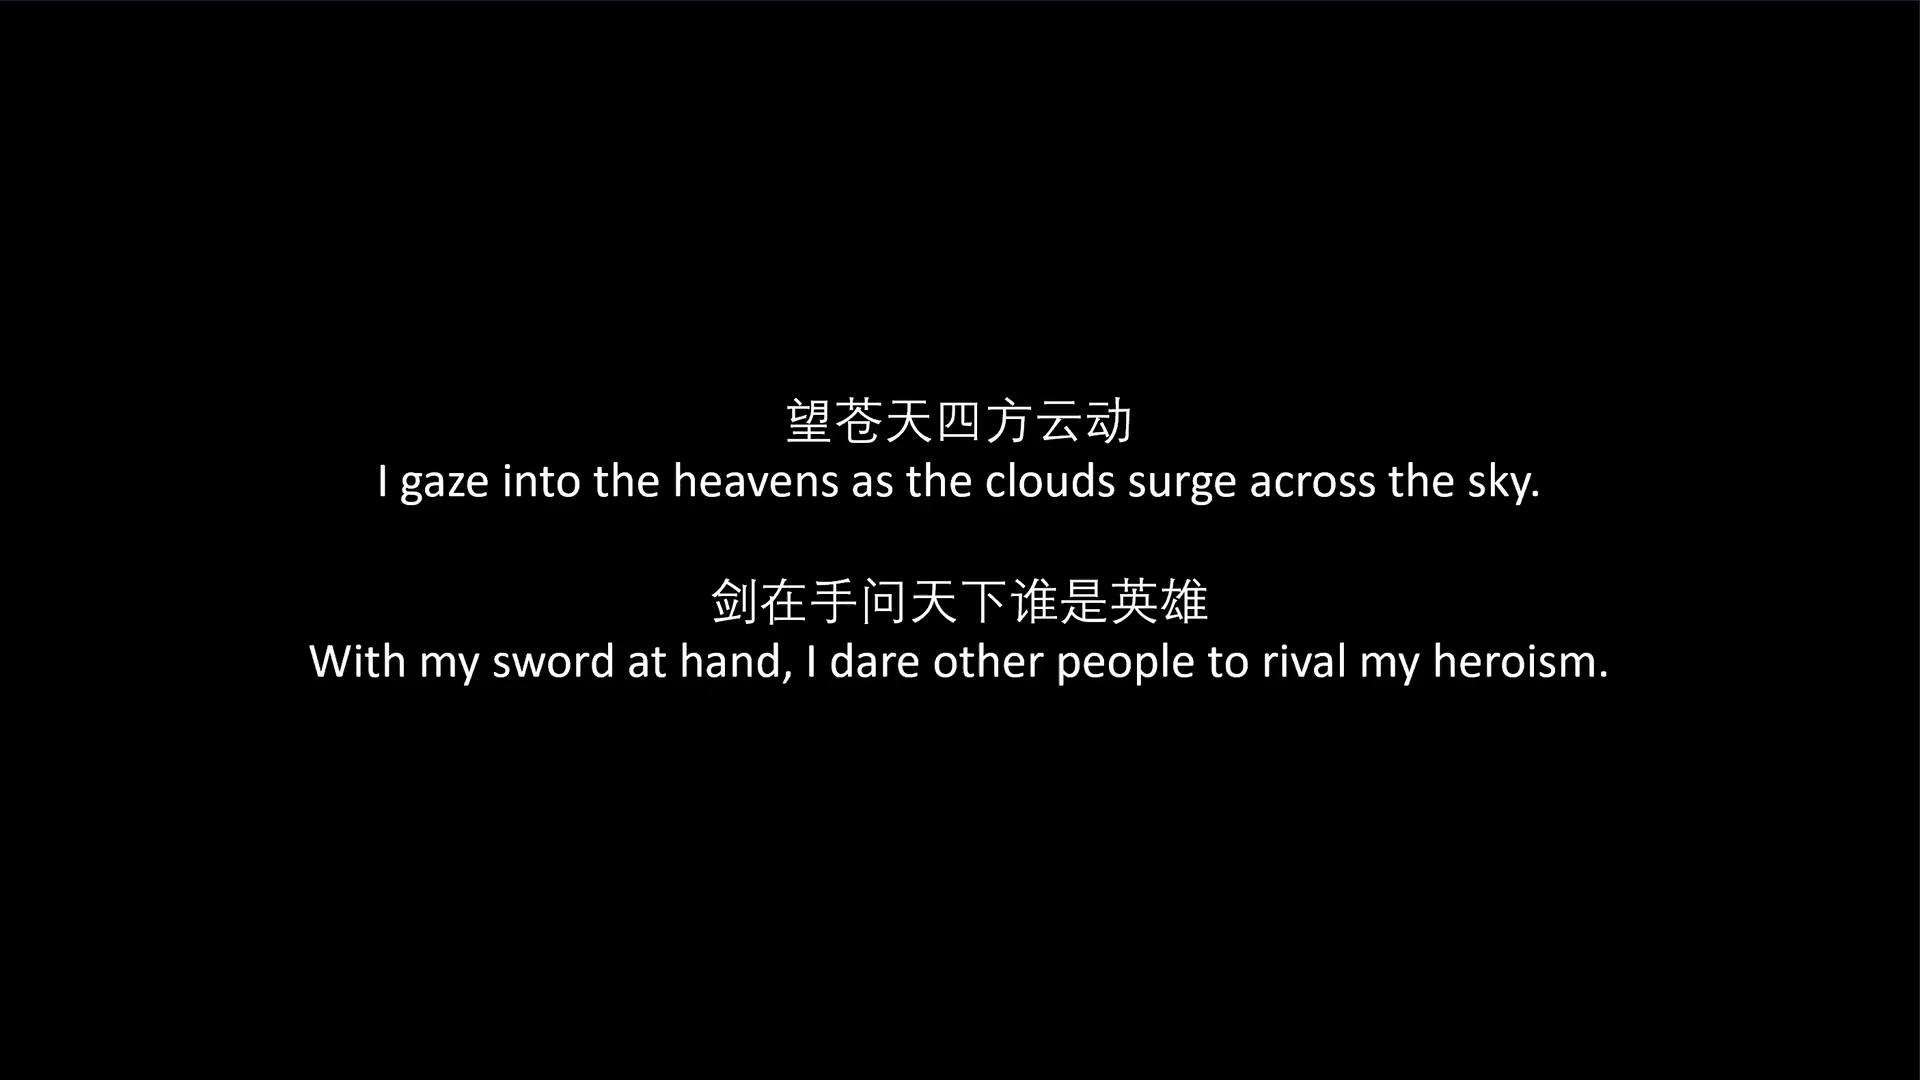 望苍天四方云动
I gaze into the heavens as the clouds surge across the sky.
剑在手问天下谁是英雄
With my sword at hand, I dare other people to rival my heroism.